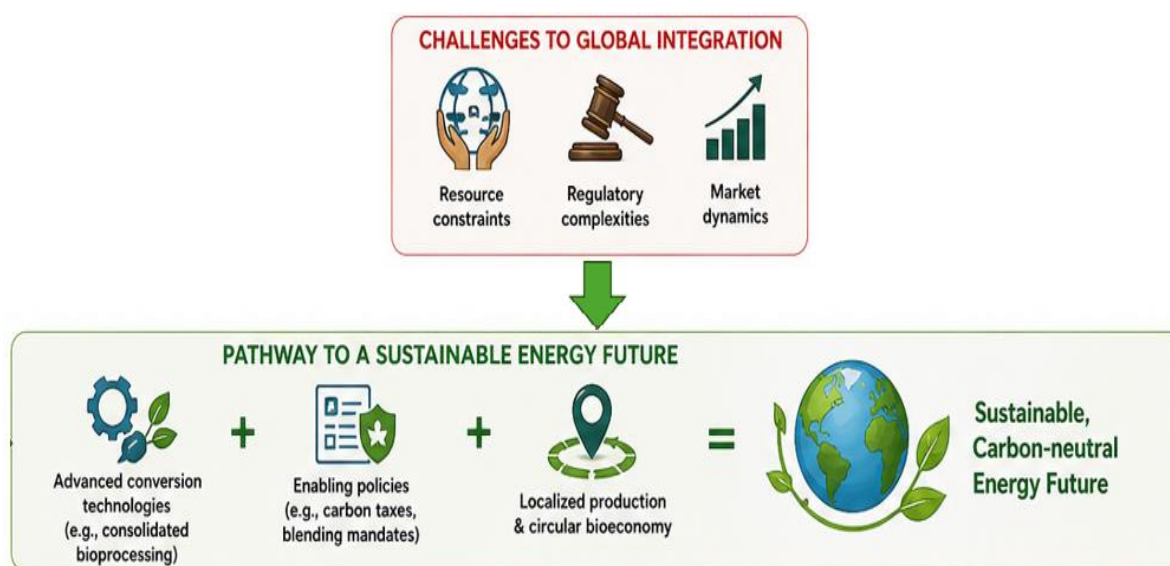 CHALLENGES TO GLOBAL INTEGRATION
Resource
constraints
Regulatory
complexities
Market
dynamics
PATHWAY TO A SUSTAINABLE ENERGY FUTURE
+
+
=
Advanced conversion
technologies
(e.g., consolidated
bioprocessing)
Enabling policies
(e.g., carbon taxes,
blending mandates)
Localized production
& circular bioeconomy
Sustainable,
Carbon-neutral
Energy Future